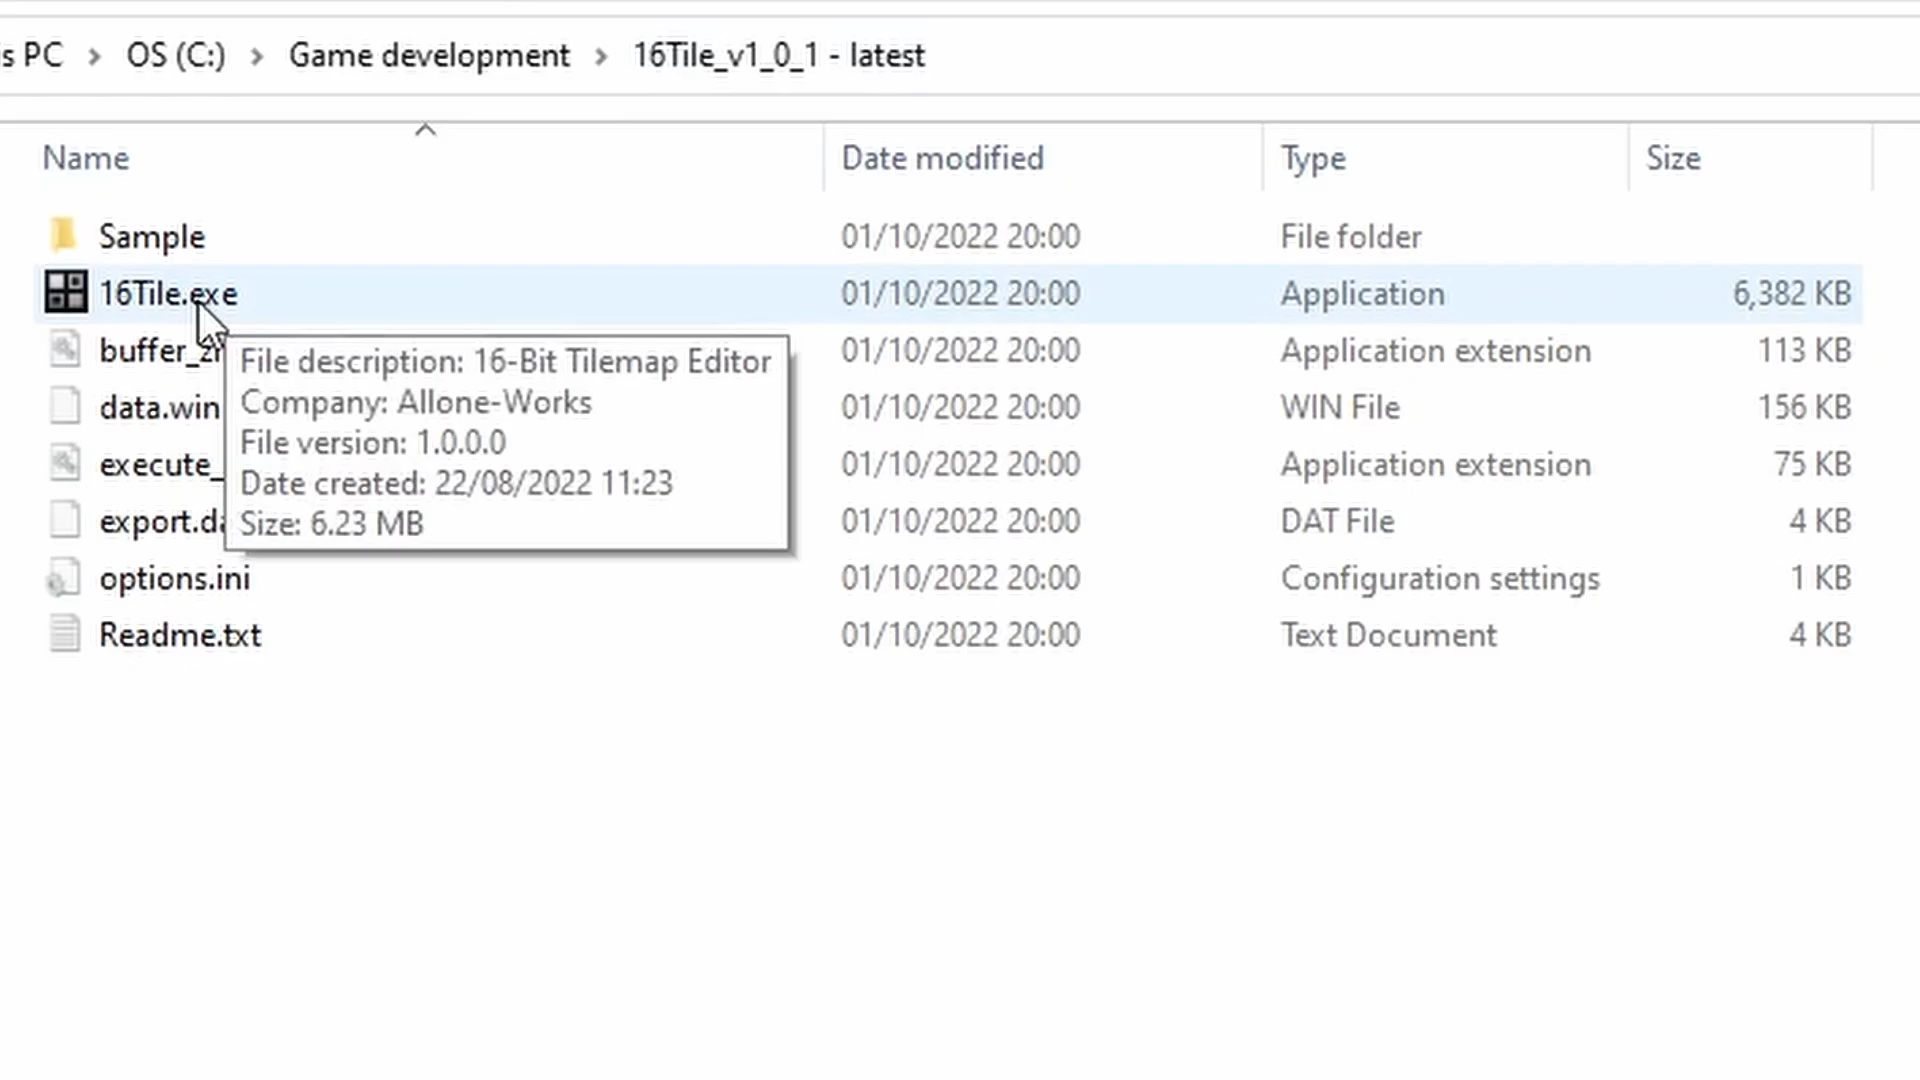 is PC > OS (C:) > Game development > 16Tile_v1_0_1 - latest
Name Date modified Type Size
Sample 01/10/2022 20:00 File folder
16Tile.exe 01/10/2022 20:00 Application 6,382 KB
buffer_ 01/10/2022 20:00 Application extension 113 KB
data.win 01/10/2022 20:00 WIN File 156 KB
execute_ 01/10/2022 20:00 Application extension 75 KB
export.da 01/10/2022 20:00 DAT File 4 KB
options.ini 01/10/2022 20:00 Configuration settings 1 KB
Readme.txt 01/10/2022 20:00 Text Document 4 KB
File description: 16-Bit Tilemap Editor
Company: Allone-Works
File version: 1.0.0.0
Date created: 22/08/2022 11:23
Size: 6.23 MB